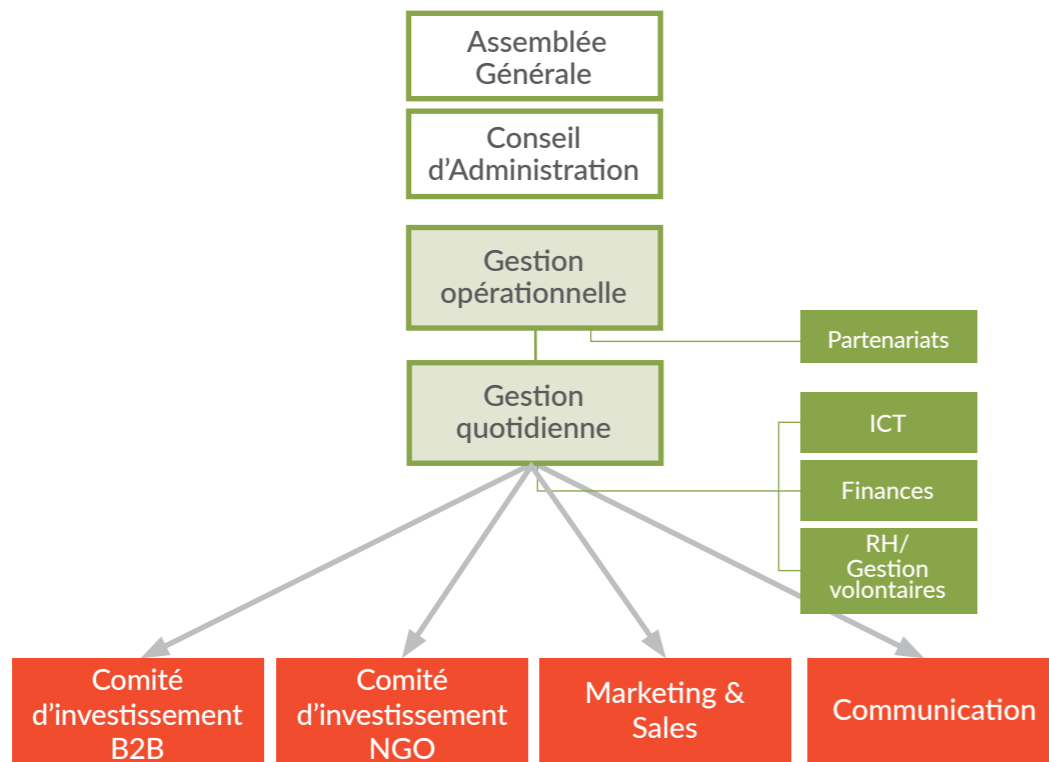 Assemblée
Générale
Conseil
d’Administration
Gestion
opérationnelle
Partenariats
Gestion
quotidienne
ICT
Finances
RH/
Gestion
volontaires
Comité
d’investissement
B2B
Comité
d’investissement
NGO
Marketing &
Sales
Communication